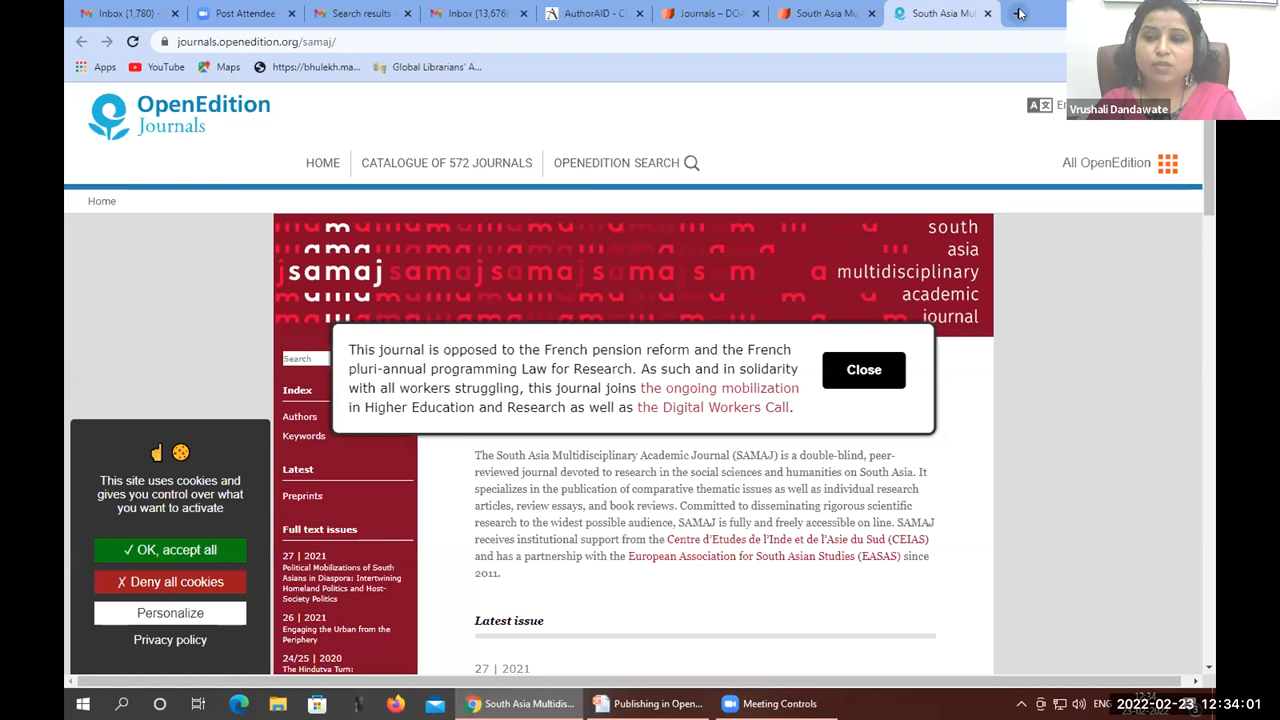 Inbox (1,780) -
Post Attendee
Search results -
Inbox (13,676)
AuthorAID - C
Journals – DO
South Asia Mul
South Asia Mul
journals.openedition.org/samaj/
Apps
YouTube
Maps
https://bhulekh.ma...
Global Librarians' A...
Vrushali Dandawate
OpenEdition
Journals
HOME
CATALOGUE OF 572 JOURNALS
OPENEDITION SEARCH
All OpenEdition
Home
samaj samaj samaj samaj
south
asia
multidisciplinary
academic
journal
This journal is opposed to the French pension reform and the French
pluri-annual programming Law for Research. As such and in solidarity
with all workers struggling, this journal joins the ongoing mobilization
in Higher Education and Research as well as the Digital Workers Call.
Close
Search
Index
Authors
Keywords
Latest
Preprints
Full text issues
27 | 2021
Political Mobilizations of South
Asians in Diaspora: Intertwining
Homeland Politics and Host-
Society Politics
26 | 2021
Engaging the Urban from the
Periphery
24/25 | 2020
The Hindutva Turn:
This site uses cookies and
gives you control over what
you want to activate
✓ OK, accept all
✗ Deny all cookies
Personalize
Privacy policy
The South Asia Multidisciplinary Academic Journal (SAMAJ) is a double-blind, peer-
reviewed journal devoted to research in the social sciences and humanities on South Asia. It
specializes in the publication of comparative thematic issues as well as individual research
articles, review essays, and book reviews. Committed to disseminating rigorous scientific
research to the widest possible audience, SAMAJ is fully and freely accessible on line. SAMAJ
receives institutional support from the Centre d'Etudes de l'Inde et de l'Asie du Sud (CEIAS)
and has a partnership with the European Association for South Asian Studies (EASAS) since
2011.
Latest issue
27 | 2021
South Asia Multidis...
Publishing in Open...
Meeting Controls
ENG
12:34
23-02-2022
2022-02-23 12:34:01